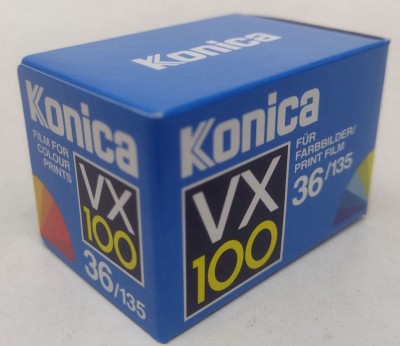 Konica
Konica
FILM FOR
COLOUR
PRINTS
VX
100
36/135
Konica
FÜR
FARBBILDER/
PRINT FILM
36/135
VX
100